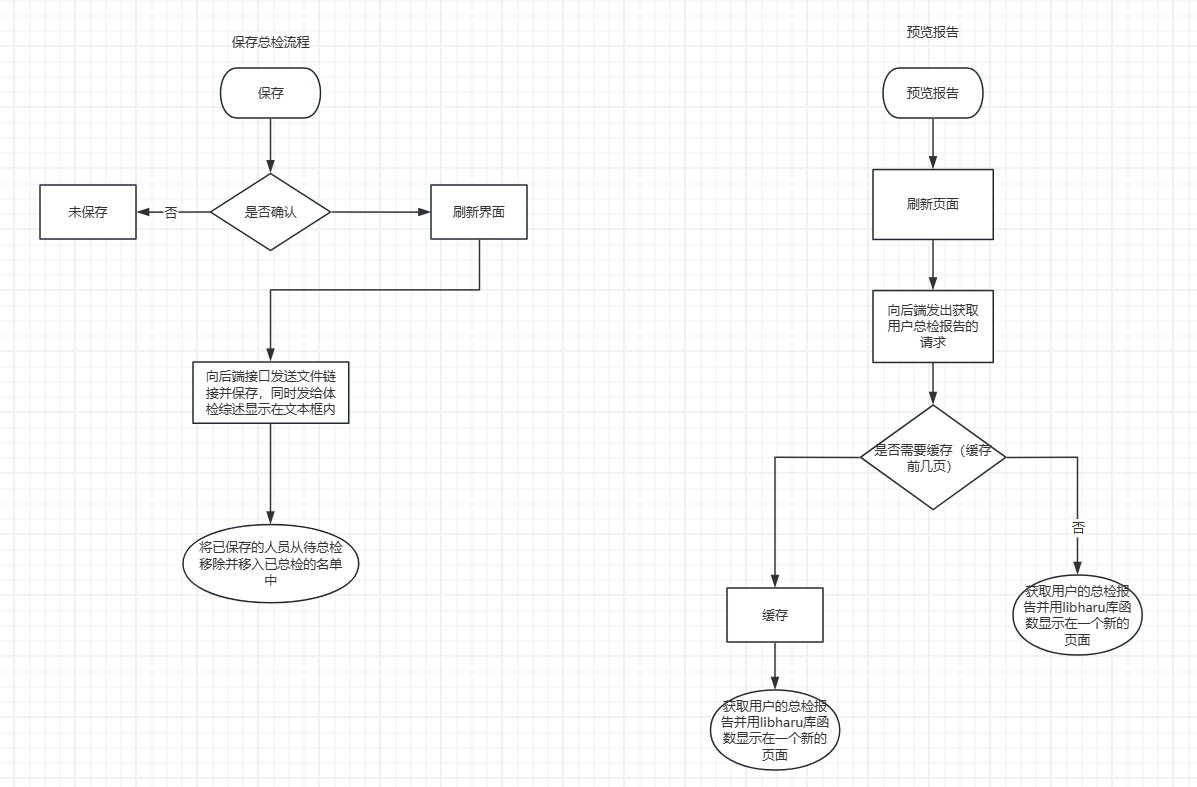 保存总检流程
保存
是否确认
否
未保存
刷新界面
向后端接口发送文件链
接并保存，同时发给体
检综述显示在文本框内
将已保存的人员从待总检
移除并移入已总检的名单
中
预览报告
预览报告
刷新页面
向后端发出获取
用户总检报告的
请求
是否需要缓存（缓存
前几页）
否
缓存
获取用户的总检报
告并用libharu库函
数显示在一个新的
页面
获取用户的总检报
告并用libharu库函
数显示在一个新的
页面